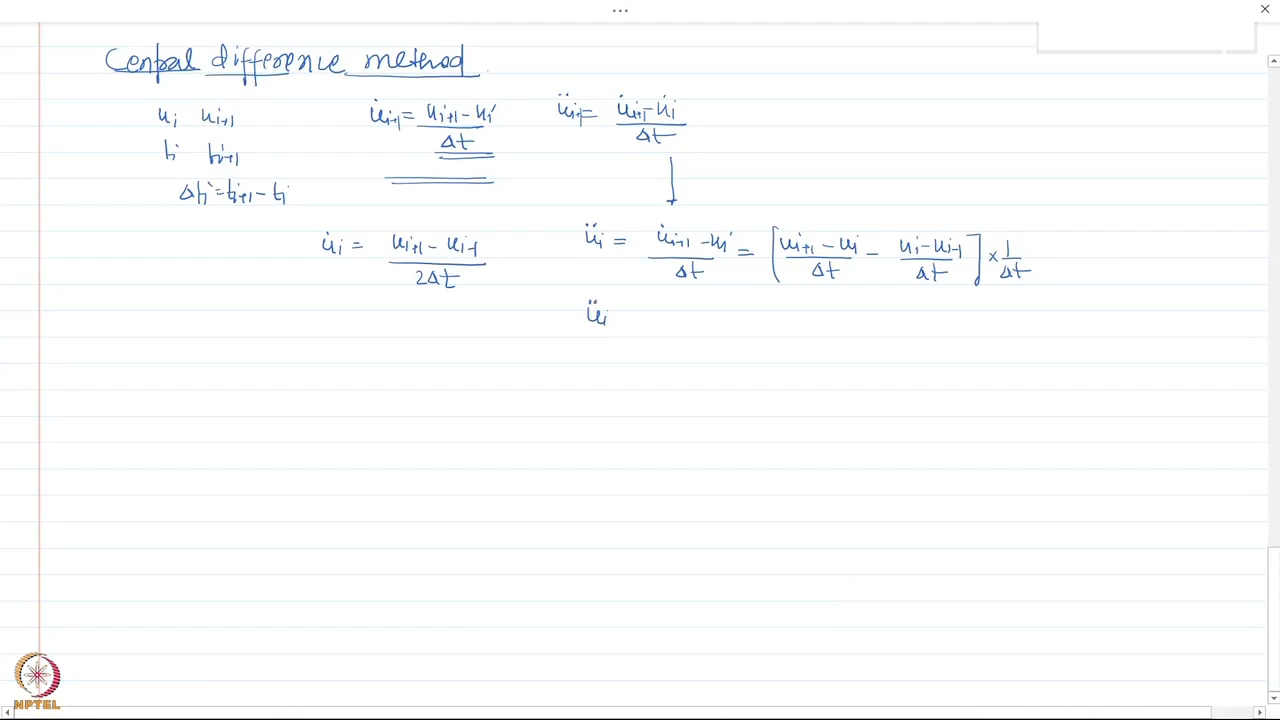 Central difference method
u_i u_{i+1} u̇_{i+1} = (u_{i+1} - u_i) / Δt ü_{i+1} = (u̇_{i+1} - u̇_i) / Δt
t_i t_{i+1}
Δt_i = t_{i+1} - t_i
u̇_i = (u_{i+1} - u_{i-1}) / 2Δt ü_i = (u̇_{i+1} - u̇_i) / Δt = [(u_{i+1} - u_i) / Δt - (u_i - u_{i-1}) / Δt] × 1/Δt
ü_i
NPTEL